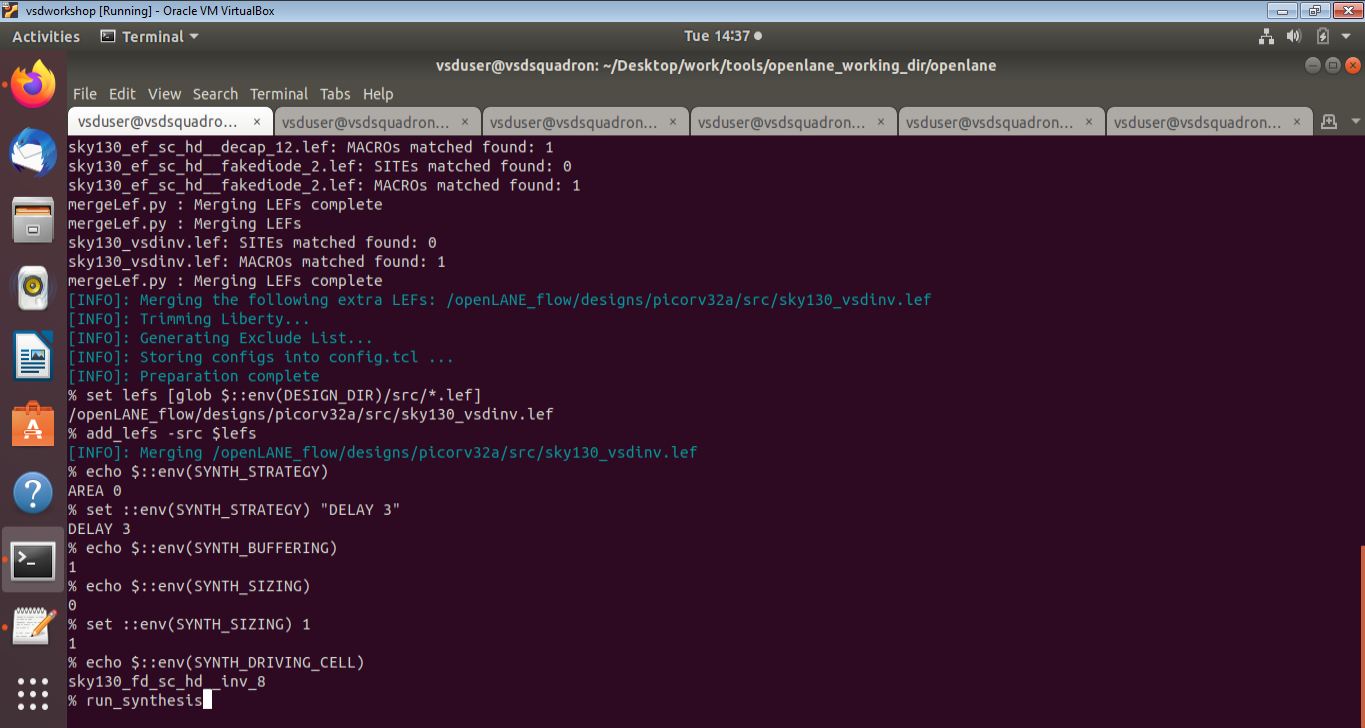 vsdworkshop [Running] - Oracle VM VirtualBox
Activities Terminal Tue 14:37
vsduser@vsdsquadron: ~/Desktop/work/tools/openlane_working_dir/openlane
File Edit View Search Terminal Tabs Help
vsduser@vsdsquadro... × vsduser@vsdsquadron... × vsduser@vsdsquadron... × vsduser@vsdsquadron... × vsduser@vsdsquadron... × vsduser@vsdsquadron... ×
sky130_ef_sc_hd__decap_12.lef: MACROs matched found: 1
sky130_ef_sc_hd__fakediode_2.lef: SITEs matched found: 0
sky130_ef_sc_hd__fakediode_2.lef: MACROs matched found: 1
mergeLef.py : Merging LEFs complete
mergeLef.py : Merging LEFs
sky130_vsdinv.lef: SITEs matched found: 0
sky130_vsdinv.lef: MACROs matched found: 1
mergeLef.py : Merging LEFs complete
[INFO]: Merging the following extra LEFs: /openLANE_flow/designs/picorv32a/src/sky130_vsdinv.lef
[INFO]: Trimming Liberty...
[INFO]: Generating Exclude List...
[INFO]: Storing configs into config.tcl ...
[INFO]: Preparation complete
% set lefs [glob $::env(DESIGN_DIR)/src/*.lef]
/openLANE_flow/designs/picorv32a/src/sky130_vsdinv.lef
% add_lefs -src $lefs
[INFO]: Merging /openLANE_flow/designs/picorv32a/src/sky130_vsdinv.lef
% echo $::env(SYNTH_STRATEGY)
AREA 0
% set ::env(SYNTH_STRATEGY) "DELAY 3"
DELAY 3
% echo $::env(SYNTH_BUFFERING)
1
% echo $::env(SYNTH_SIZING)
0
% set ::env(SYNTH_SIZING) 1
1
% echo $::env(SYNTH_DRIVING_CELL)
sky130_fd_sc_hd__inv_8
% run_synthesis